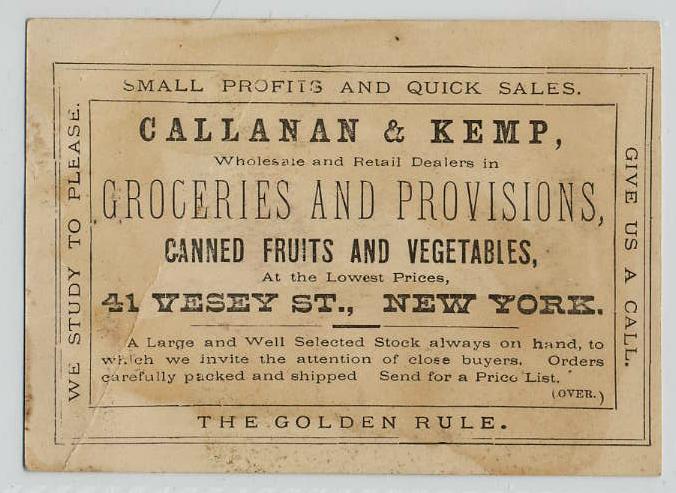 SMALL PROFITS AND QUICK SALES.
WE STUDY TO PLEASE.
CALLANAN & KEMP,
Wholesale and Retail Dealers in
GROCERIES AND PROVISIONS,
CANNED FRUITS AND VEGETABLES,
At the Lowest Prices,
41 VESEY ST., NEW YORK.
A Large and Well Selected Stock always on hand, to
which we invite the attention of close buyers. Orders
carefully packed and shipped Send for a Price List.
(OVER.)
GIVE US A CALL.
THE GOLDEN RULE.